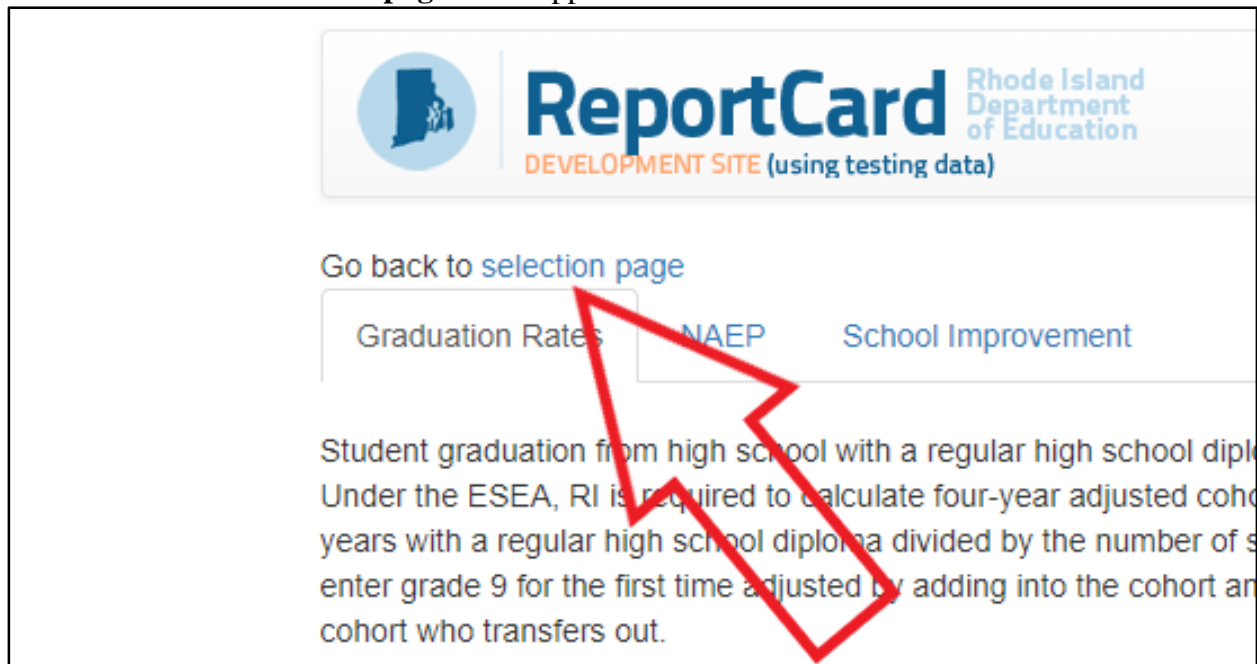 ReportCard
Rhode Island
Department
of Education
DEVELOPMENT SITE (using testing data)
Go back to selection page
Graduation Rates NAEP School Improvement
Student graduation from high school with a regular high school
Under the ESEA, RI is required to calculate four-year adjusted
years with a regular high school diploma divided by the number of
enter grade 9 for the first time adjusted by adding into the cohort
cohort who transfers out.